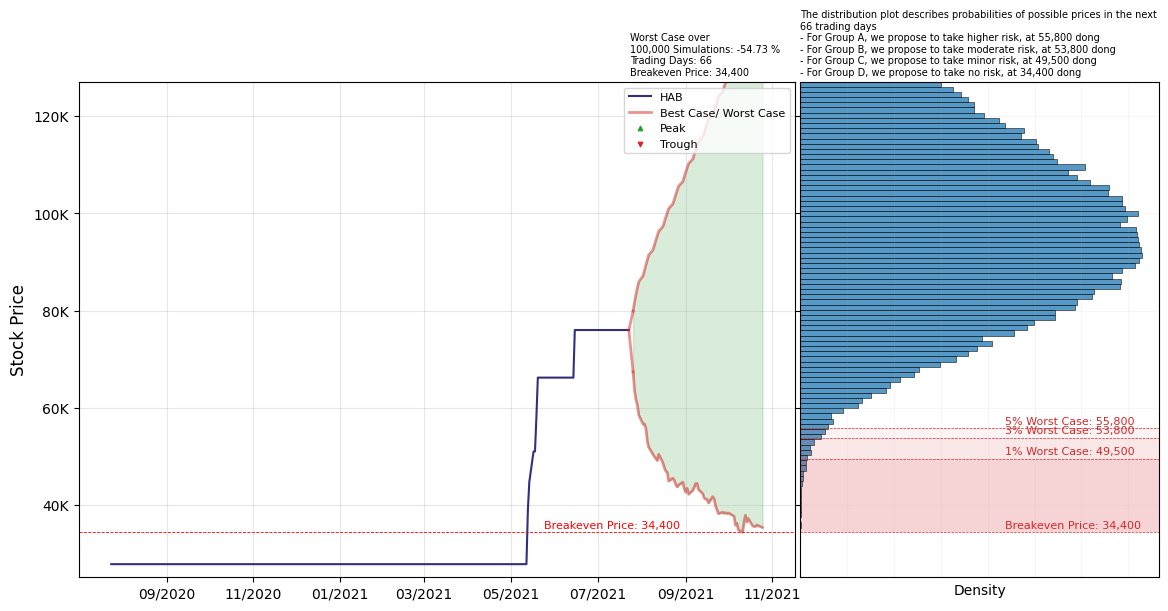 The distribution plot describes probabilities of possible prices in the next
66 trading days
- For Group A, we propose to take higher risk, at 55,800 dong
- For Group B, we propose to take moderate risk, at 53,800 dong
- For Group C, we propose to take minor risk, at 49,500 dong
- For Group D, we propose to take no risk, at 34,400 dong
Worst Case over
100,000 Simulations: -54.73 %
Trading Days: 66
Breakeven Price: 34,400
HAB
Best Case/ Worst Case
Peak
Trough
Stock Price
120K
100K
80K
60K
40K
Breakeven Price: 34,400
09/2020
11/2020
01/2021
03/2021
05/2021
07/2021
09/2021
11/2021
5% Worst Case: 55,800
3% Worst Case: 53,800
1% Worst Case: 49,500
Breakeven Price: 34,400
Density